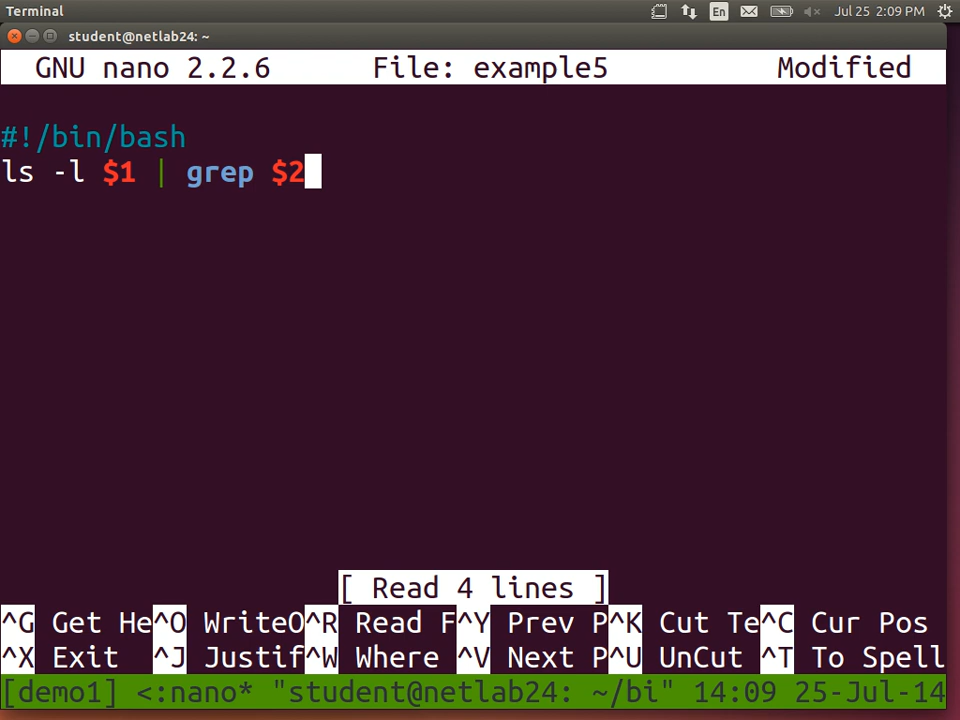 Terminal
En
Jul 25 2:09 PM
student@netlab24: ~
GNU nano 2.2.6 File: example5 Modified
#!/bin/bash
ls -l $1 | grep $2
[ Read 4 lines ]
^G Get He^O WriteO^R Read F^Y Prev P^K Cut Te^C Cur Pos
^X Exit ^J Justif^W Where ^V Next P^U UnCut ^T To Spell
[demo1] <:nano* "student@netlab24: ~/bi" 14:09 25-Jul-14